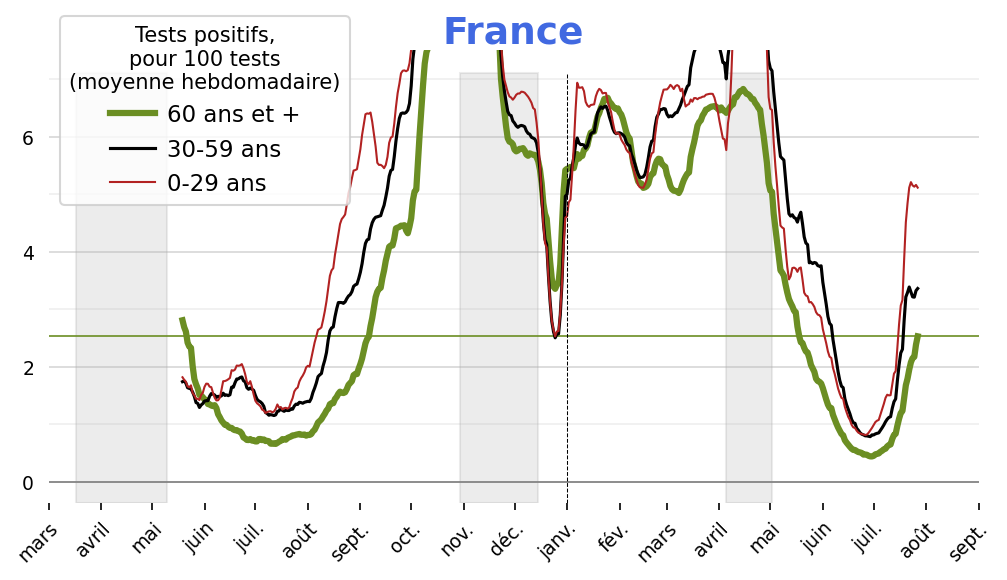 France
Tests positifs,
pour 100 tests
(moyenne hebdomadaire)
60 ans et +
30-59 ans
0-29 ans
6
4
2
0
mars avril mai juin juil. août sept. oct. nov. déc. janv. fév. mars avril mai juin juil. août sept.